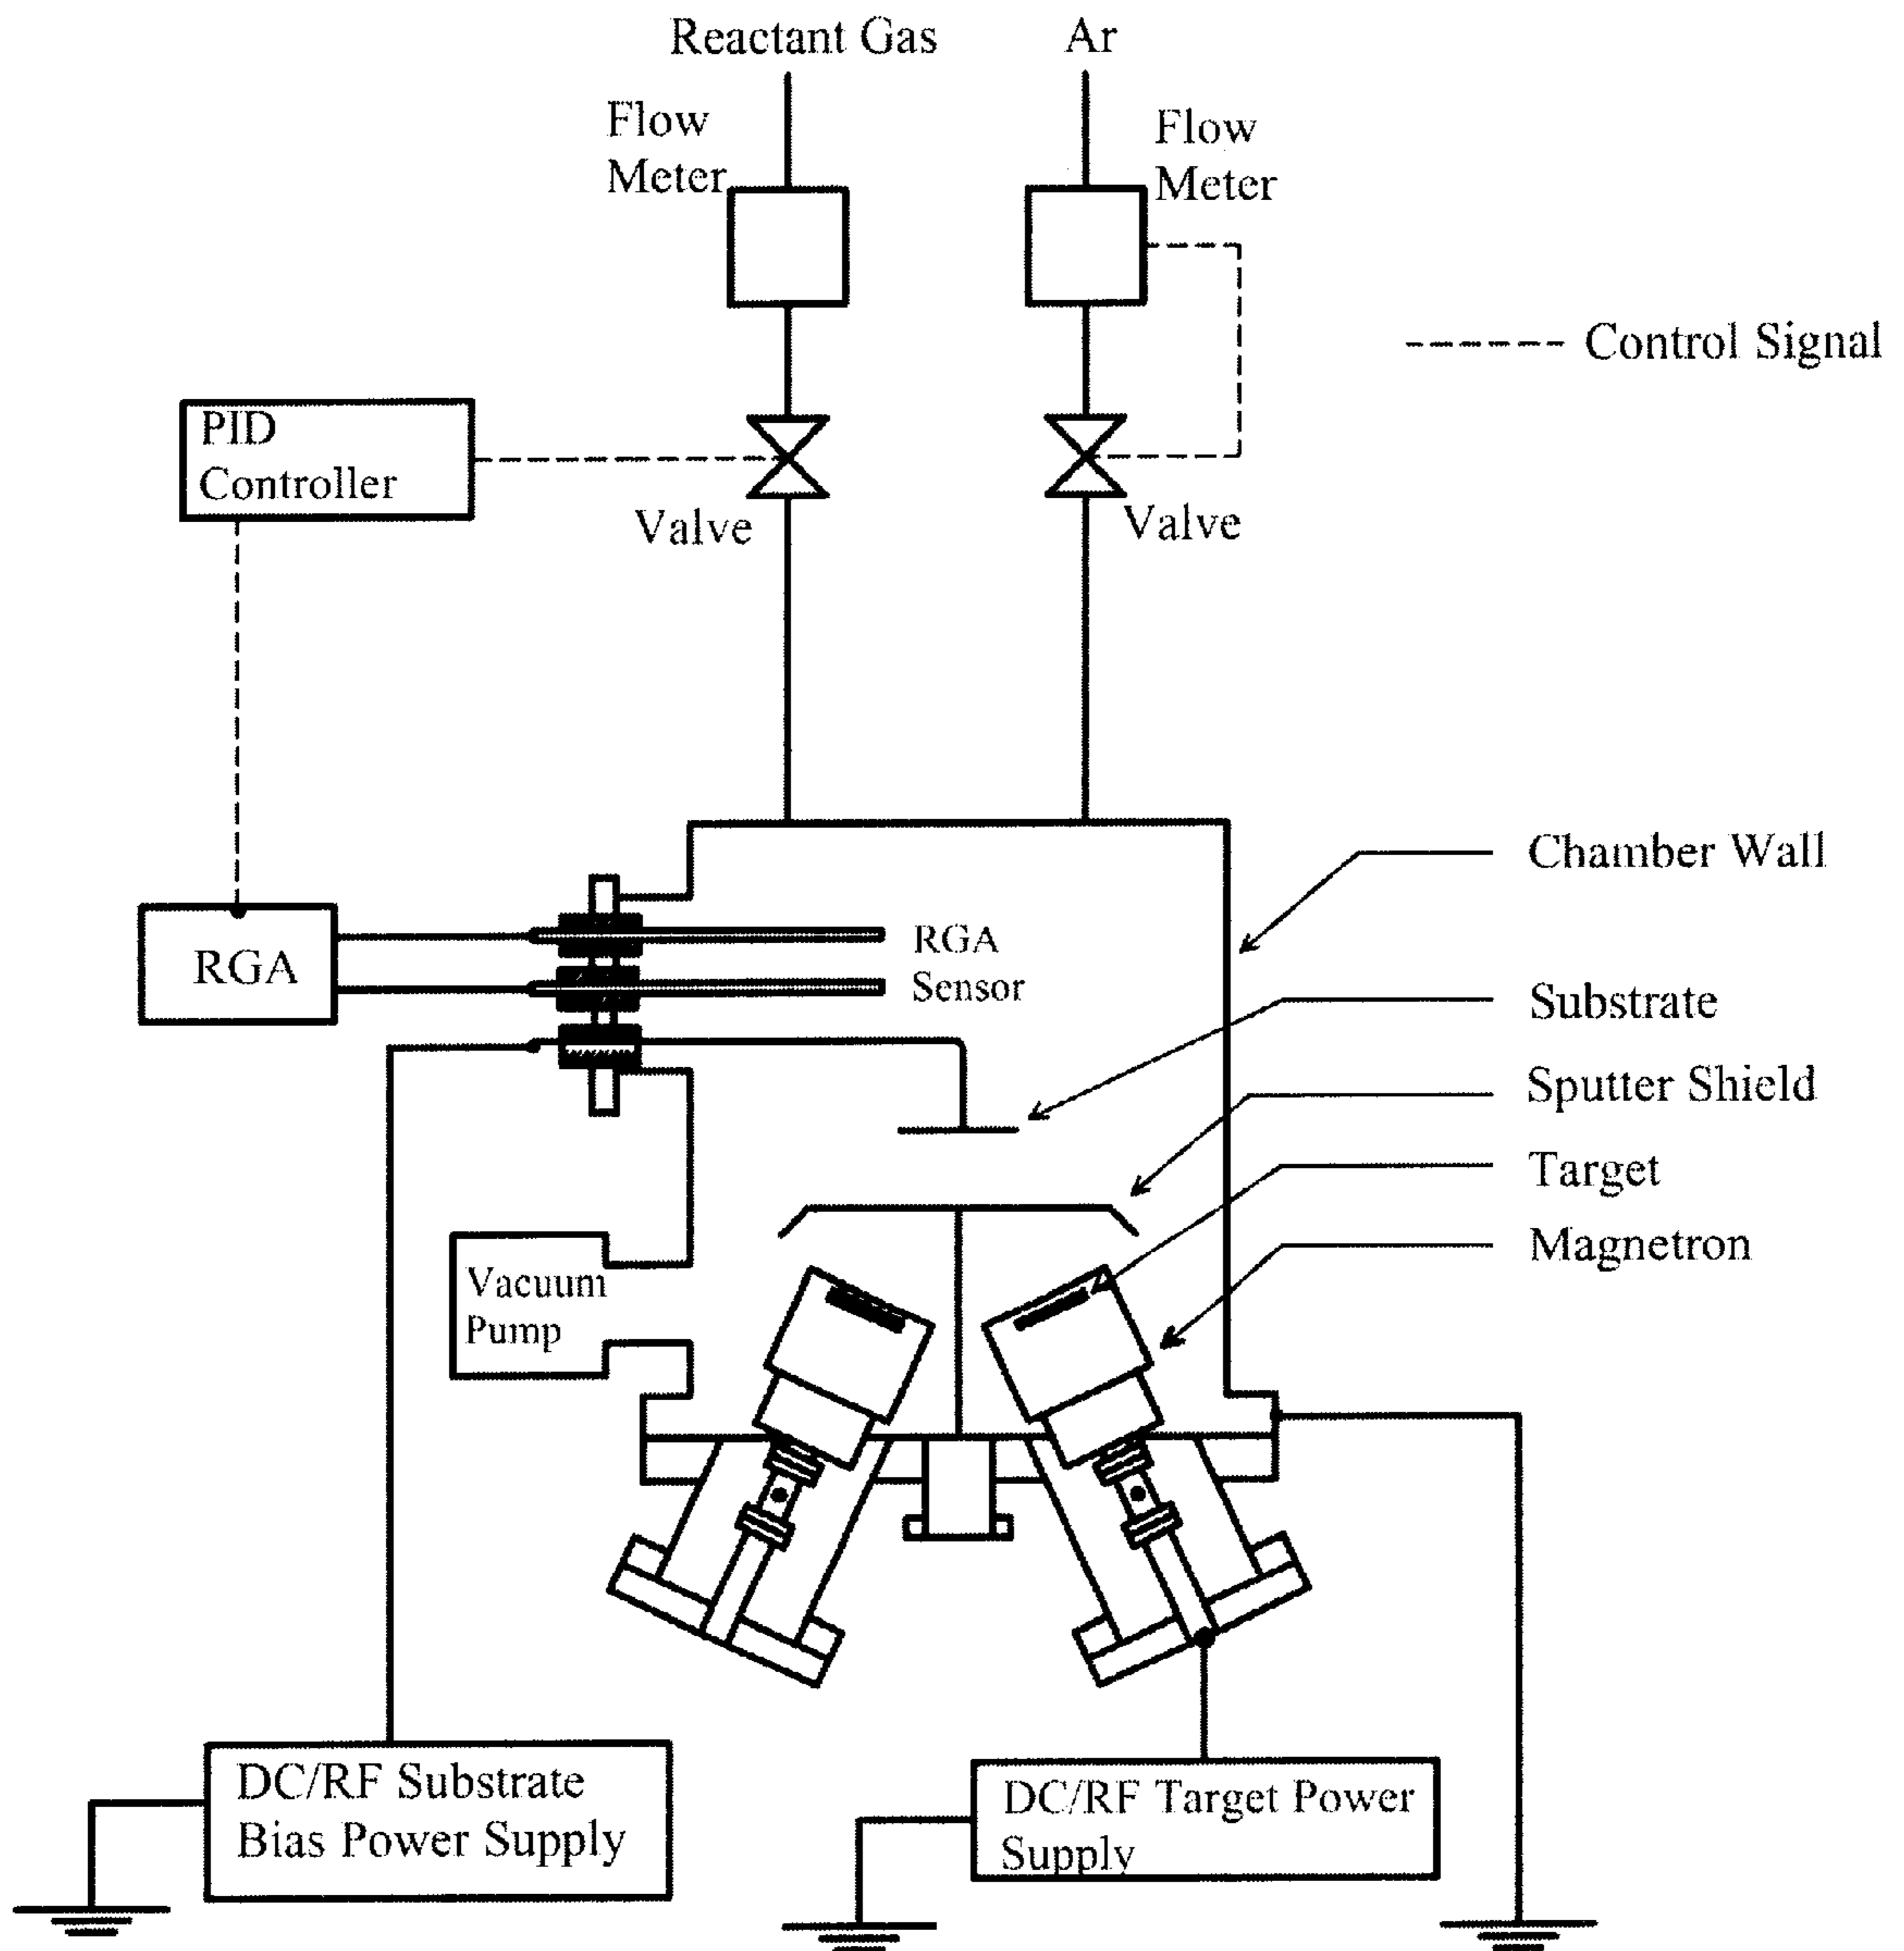 Reactant Gas
Ar
Flow
Meter
Flow
Meter
Control Signal
PID
Controller
Valve
Valve
Chamber Wall
RGA
RGA
Sensor
Substrate
Sputter Shield
Target
Magnetron
Vacuum
Pump
DC/RF Substrate
Bias Power Supply
DC/RF Target Power
Supply